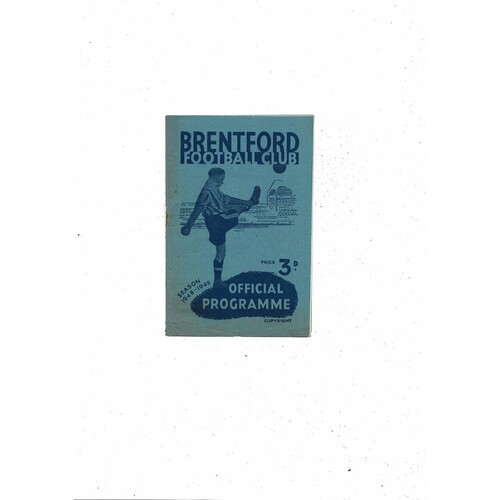 BRENTFORD
FOOTBALL CLUB
PRICE 3D.
SEASON
1948-1949
OFFICIAL
PROGRAMME
COPYRIGHT